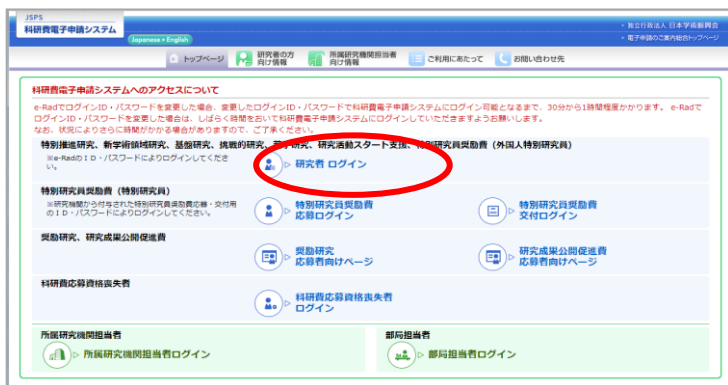 JSPS
科研費電子申請システム
Japanese • English
独立行政法人 日本学術振興会
電子申請のご案内総合トップページ
トップページ
研究者の方
向け情報
所属研究機関担当者
向け情報
ご利用にあたって
お問い合わせ先
科研費電子申請システムへのアクセスについて
e-RadでログインID・パスワードを変更した場合、変更したログインID・パスワードで科研費電子申請システムにログイン可能となるまで、30分から1時間程度かかります。 e-Radで
ログインID・パスワードを変更した場合は、しばらく時間をおいて科研費電子申請システムにログインしていただきますようお願いします。
なお、状況によりさらに時間がかかる場合がありますので、ご了承ください。
特別推進研究、新学術領域研究、基盤研究、挑戦的研究、若手研究、研究活動スタート支援、特別研究員奨励費（外国人特別研究員）
※e-RadのID・パスワードによりログインしてくださ
い。
研究者 ログイン
特別研究員奨励費（特別研究員）
※研究機関から付与された特別研究員奨励費応募・交付用
のID・パスワードによりログインしてください。
特別研究員奨励費
応募ログイン
特別研究員奨励費
交付ログイン
奨励研究、研究成果公開促進費
奨励研究
応募者向けページ
研究成果公開促進費
応募者向けページ
科研費応募資格喪失者
科研費応募資格喪失者
ログイン
所属研究機関担当者
所属研究機関担当者ログイン
部局担当者
部局担当者ログイン